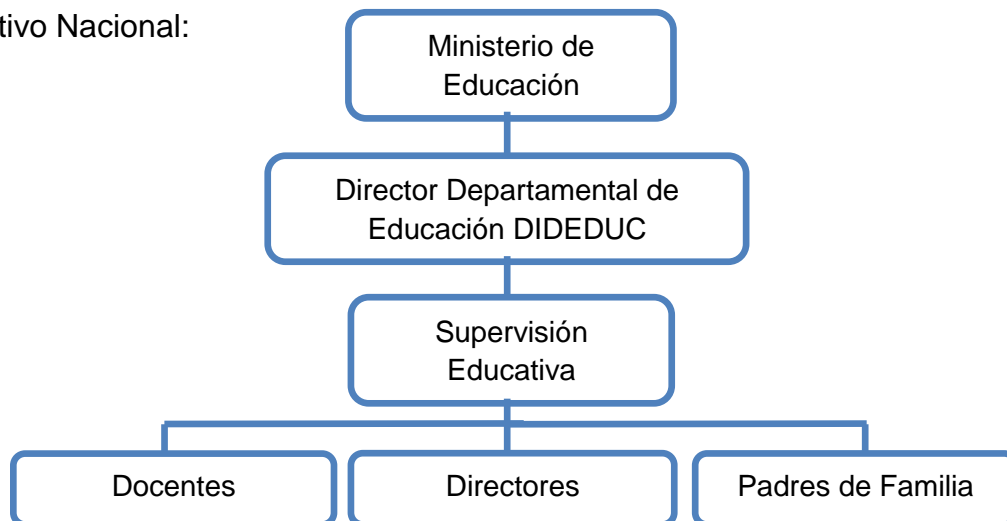 tivo Nacional:
Ministerio de
Educación
Director Departamental de
Educación DIDEDUC
Supervisión
Educativa
Docentes
Directores
Padres de Familia